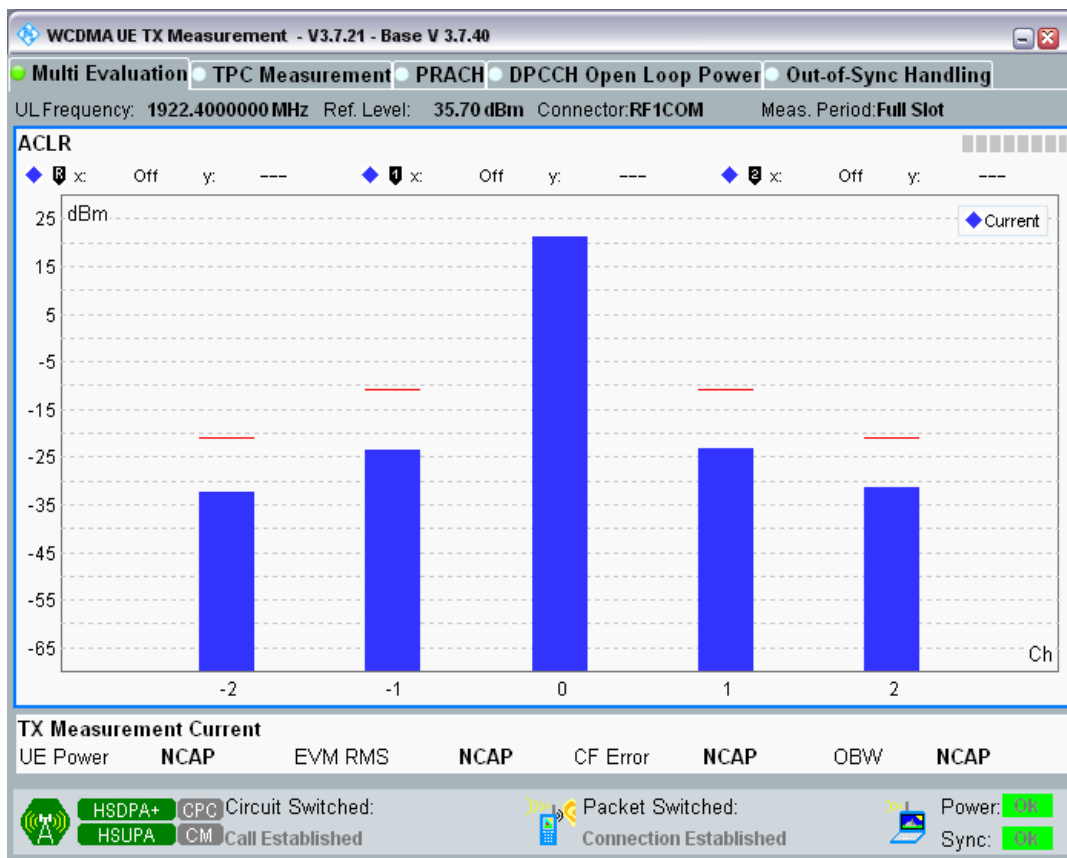 WCDMA UE TX Measurement - V3.7.21 - Base V 3.7.40
Multi Evaluation TPC Measurement PRACH DPCCH Open Loop Power Out-of-Sync Handling
UL Frequency: 1922.4000000 MHz Ref. Level: 35.70 dBm Connector:RF1COM Meas. Period:Full Slot
ACLR
R x: Off y: --- 1 x: Off y: --- 2 x: Off y: ---
dBm
Current
25
15
5
-5
-15
-25
-35
-45
-55
-65
Ch
-2 -1 0 1 2
TX Measurement Current
UE Power NCAP EVM RMS NCAP CF Error NCAP OBW NCAP
HSDPA+ CPC Circuit Switched: Packet Switched: Power: Ok
HSUPA CM Call Established Connection Established Sync: Ok